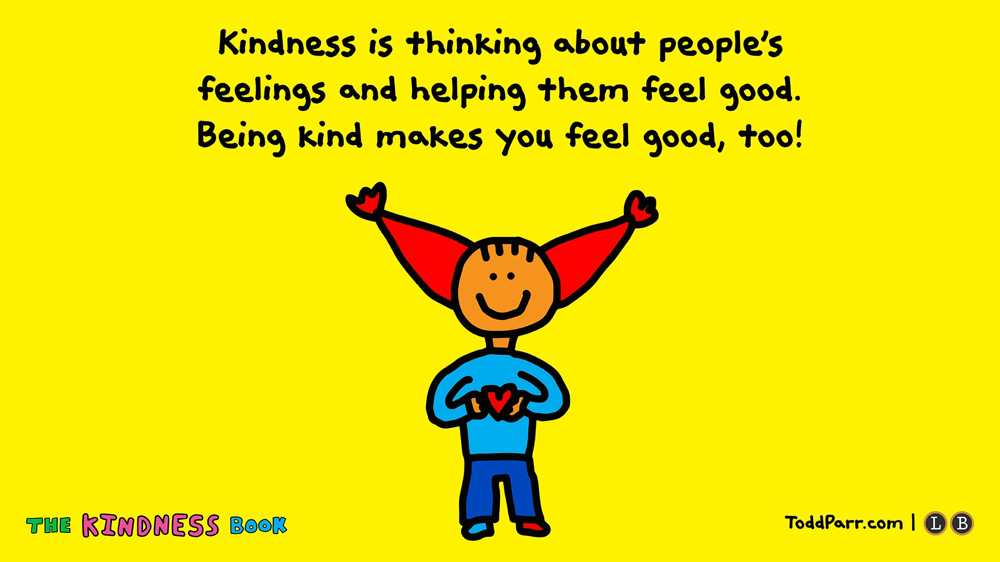 Kindness is thinking about people's
feelings and helping them feel good.
Being kind makes you feel good, too!
THE KINDNESS BOOK
ToddParr.com | L B